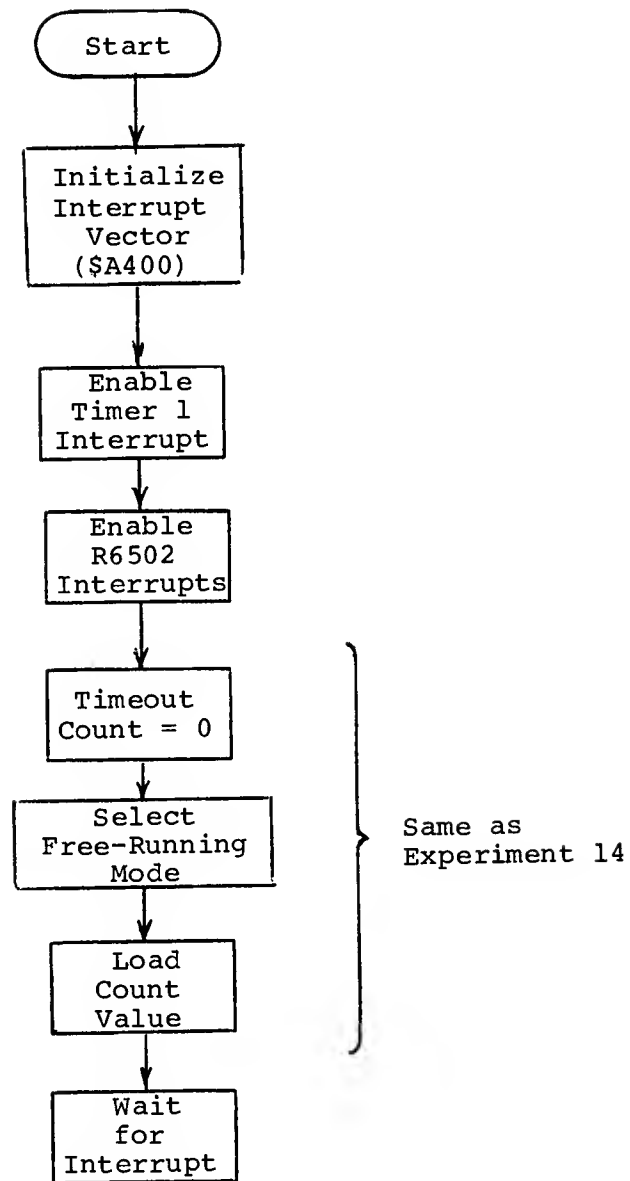 Start
Initialize
Interrupt
Vector
($A400)
Enable
Timer 1
Interrupt
Enable
R6502
Interrupts
Timeout
Count = 0
Select
Free-Running
Mode
Same as
Experiment 14
Load
Count
Value
Wait
for
Interrupt